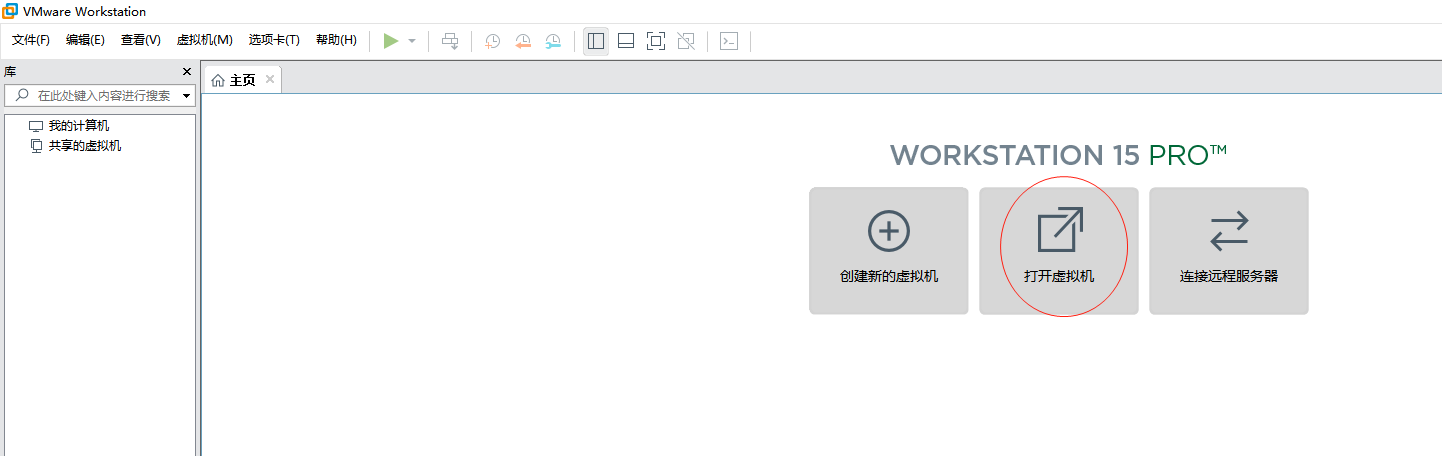 VMware Workstation
文件(F) 编辑(E) 查看(V) 虚拟机(M) 选项卡(T) 帮助(H)
库
主页
在此处键入内容进行搜索
我的计算机
共享的虚拟机
WORKSTATION 15 PRO™
创建新的虚拟机 打开虚拟机 连接远程服务器